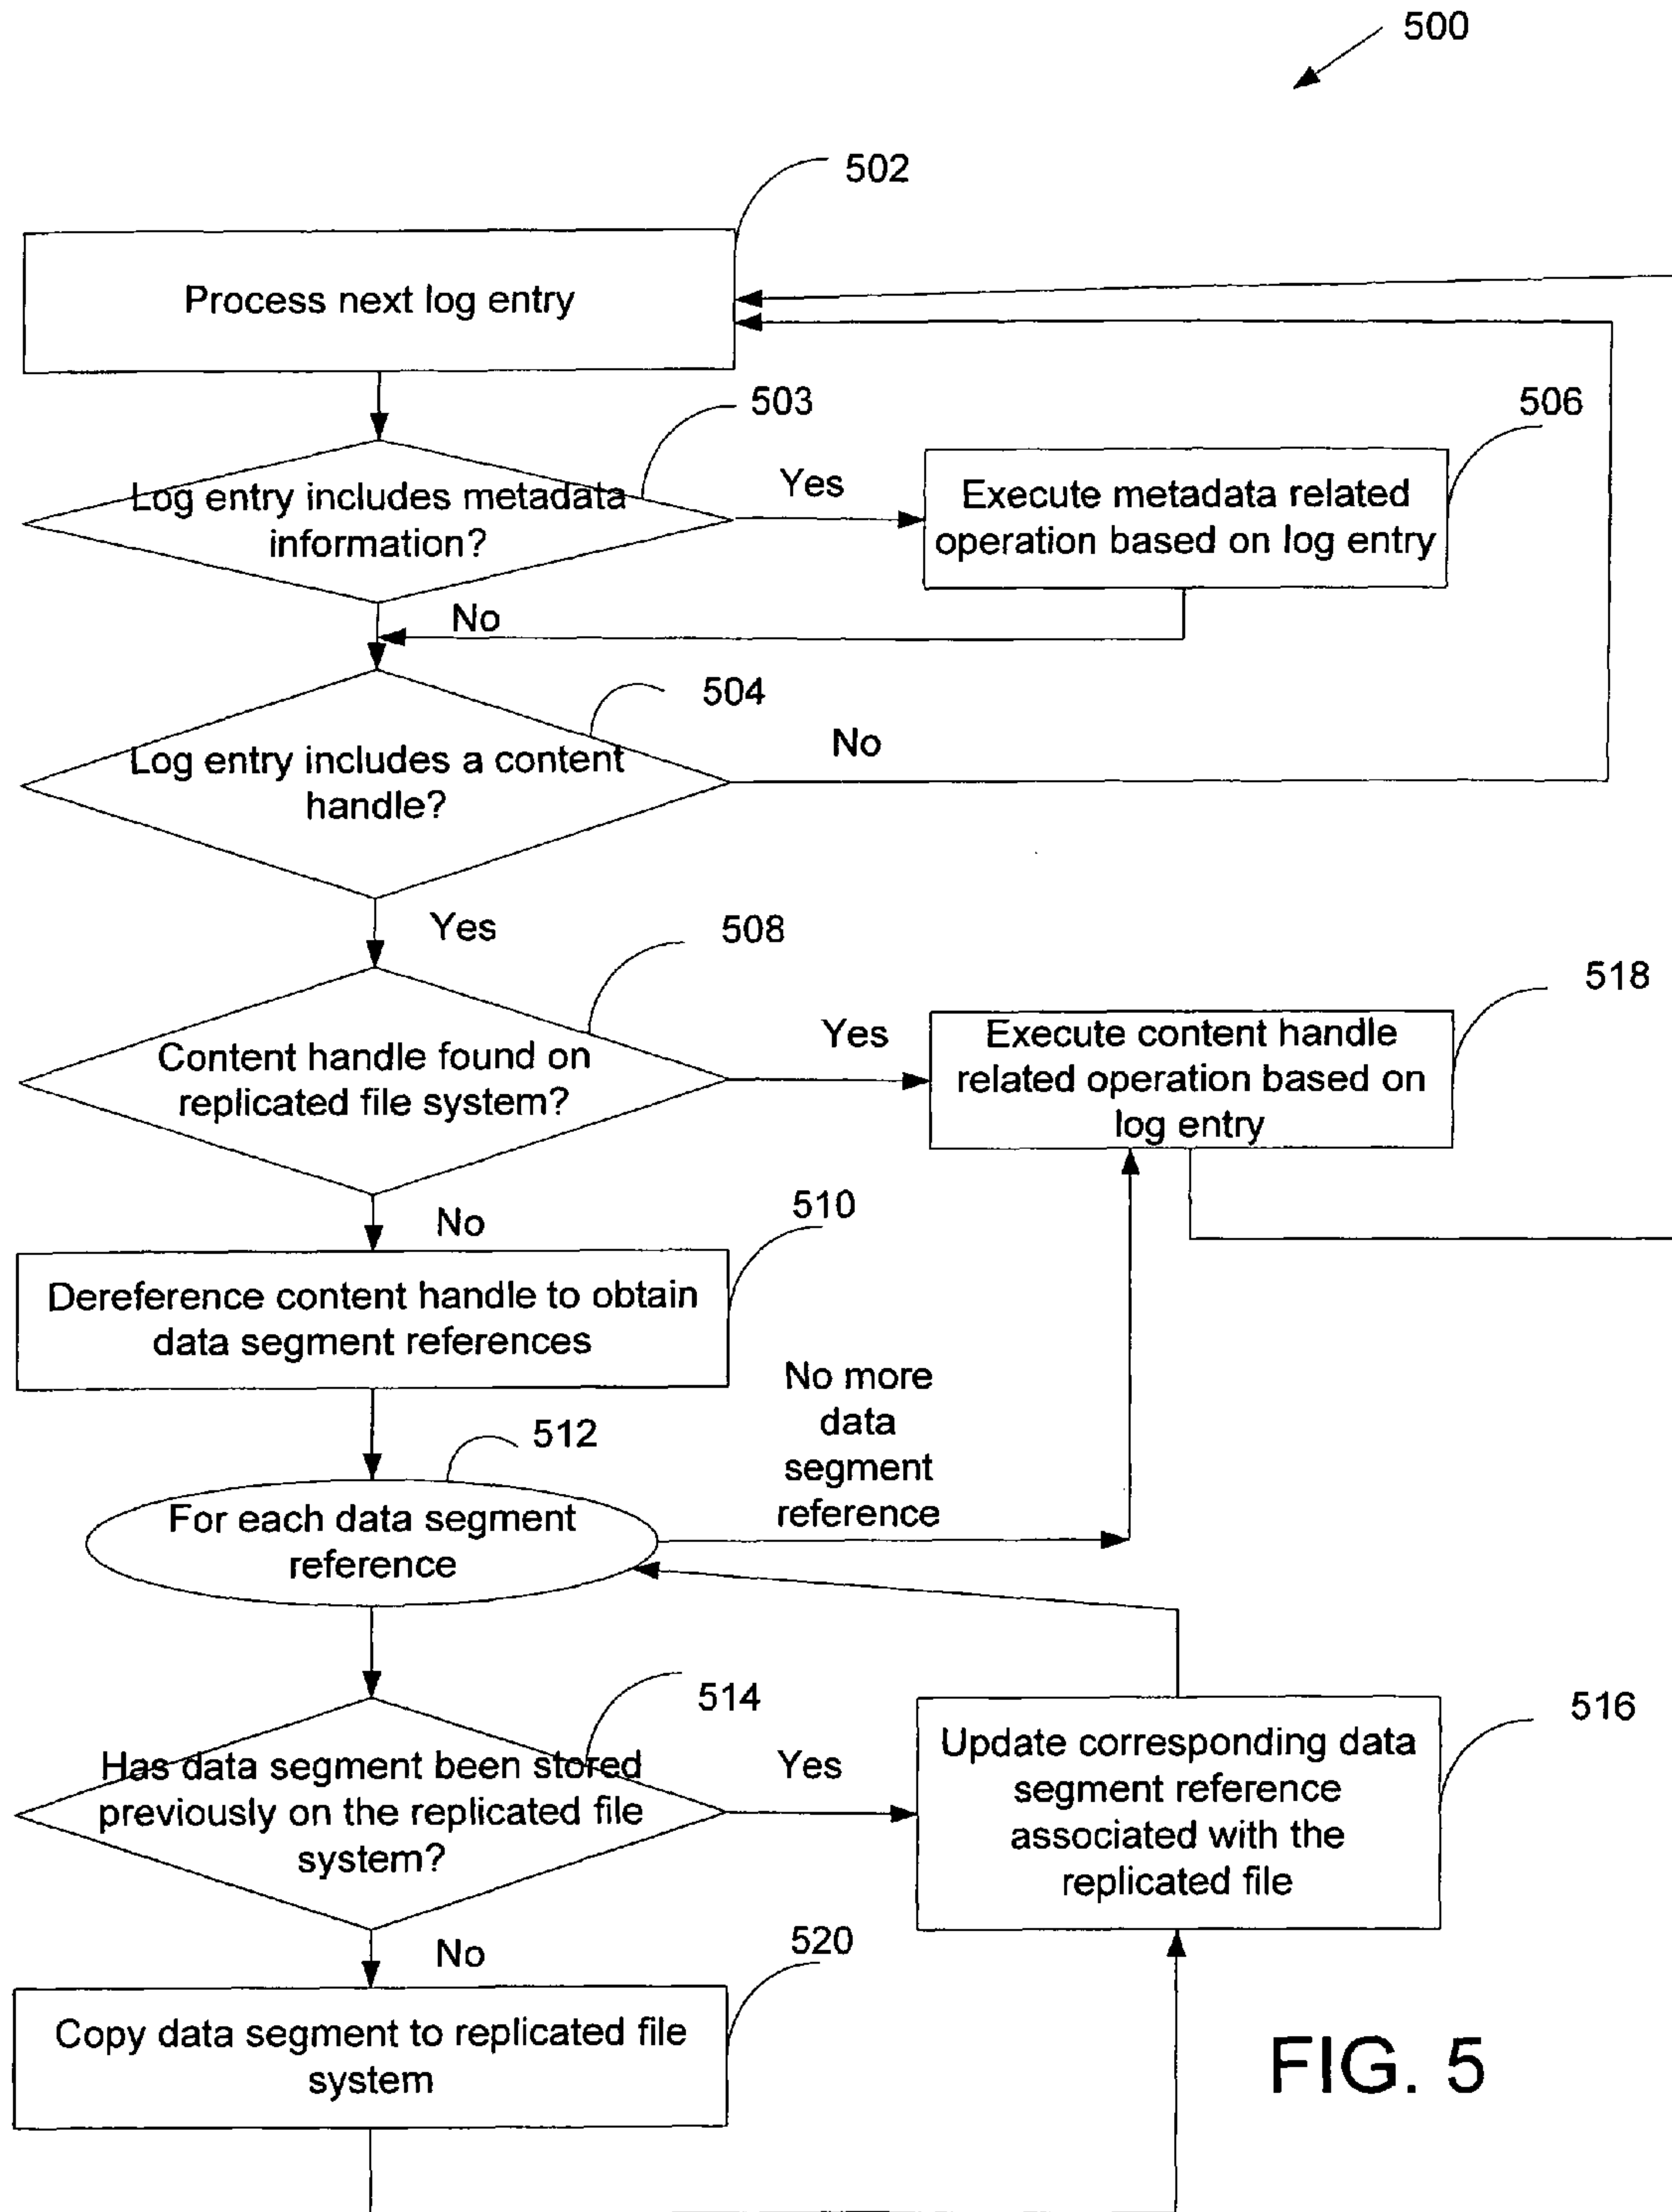 500
502
Process next log entry
503
506
Log entry includes metadata
information?
Yes
Execute metadata related
operation based on log entry
No
504
Log entry includes a content
handle?
No
Yes
508
518
Content handle found on
replicated file system?
Yes
Execute content handle
related operation based on
log entry
No
510
Dereference content handle to obtain
data segment references
No more
data
segment
reference
512
For each data segment
reference
514
516
Has data segment been stored
previously on the replicated file
system?
Yes
Update corresponding data
segment reference
associated with the
replicated file
No
520
Copy data segment to replicated file
system
FIG. 5